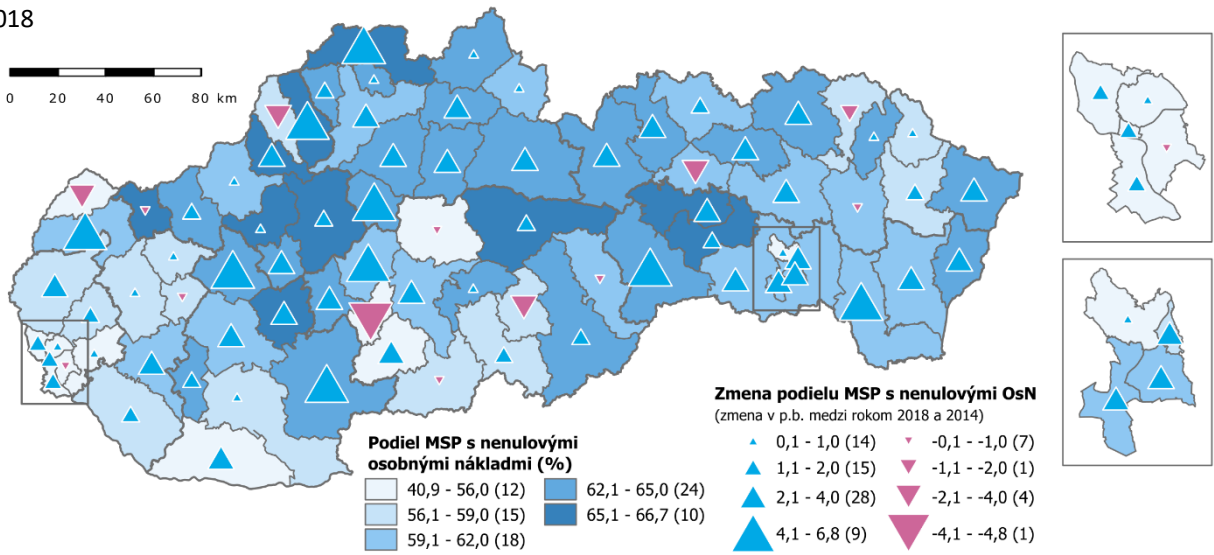 018
0 20 40 60 80 km
Podiel MSP s nenulovými
osobnými nákladmi (%)
40,9 - 56,0 (12)
56,1 - 59,0 (15)
59,1 - 62,0 (18)
62,1 - 65,0 (24)
65,1 - 66,7 (10)
Zmena podielu MSP s nenulovými OsN
(zmena v p.b. medzi rokom 2018 a 2014)
0,1 - 1,0 (14)
1,1 - 2,0 (15)
2,1 - 4,0 (28)
4,1 - 6,8 (9)
-0,1 - -1,0 (7)
-1,1 - -2,0 (1)
-2,1 - -4,0 (4)
-4,1 - -4,8 (1)